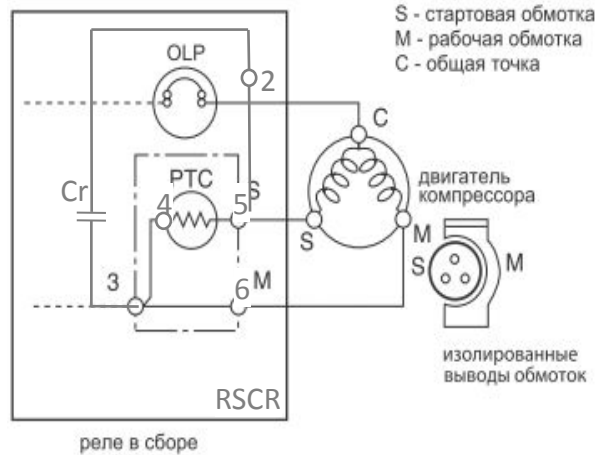 S - стартовая обмотка
M - рабочая обмотка
C - общая точка
OLP
2
C
Cr
PTC
4
5
S
S
M
двигатель
компрессора
S
M
3
6
M
изолированные
выводы обмоток
RSCR
реле в сборе